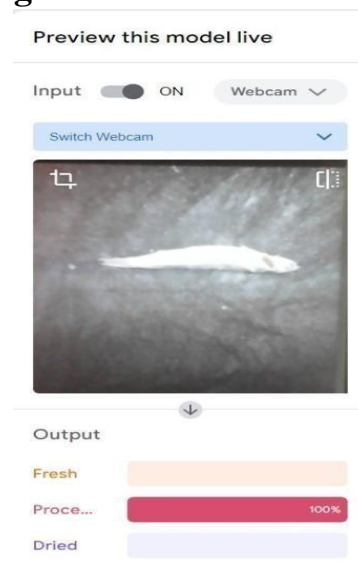 Preview this model live
Input ON Webcam
Switch Webcam
Output
Fresh
Proce... 100%
Dried